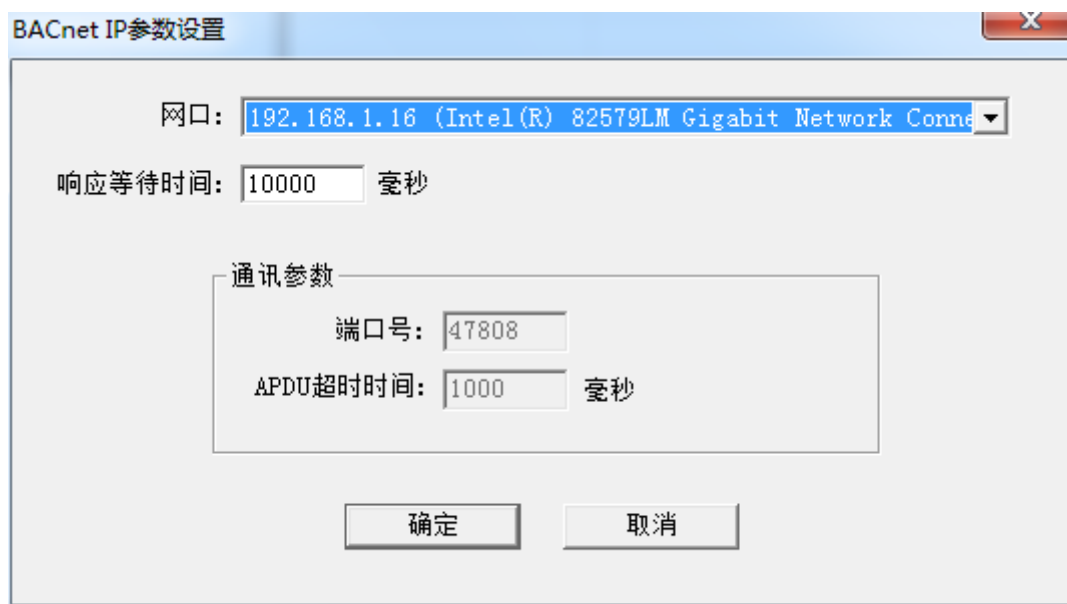 BACnet IP参数设置
网口： 192.168.1.16 (Intel(R) 82579LM Gigabit Network Conne
响应等待时间： 10000 毫秒
通讯参数
端口号： 47808
APDU超时时间： 1000 毫秒
确定 取消